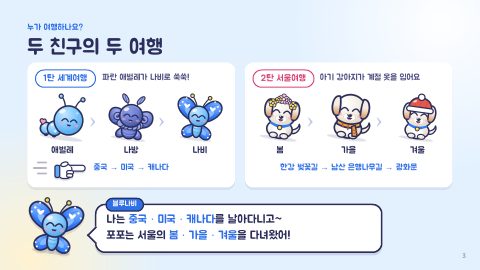 누가 여행하나요?
두 친구의 두 여행
1탄 세계여행
파란 애벌레가 나비로 쑥쑥!
애벌레
나방
나비
중국 → 미국 → 캐나다
2탄 서울여행
아기 강아지가 계절 옷을 입어요
봄
가을
겨울
한강 벚꽃길 → 남산 은행나무길 → 광화문
블루나비
나는 중국 · 미국 · 캐나다를 날아다니고~
포포는 서울의 봄 · 가을 · 겨울을 다녀왔어!
3